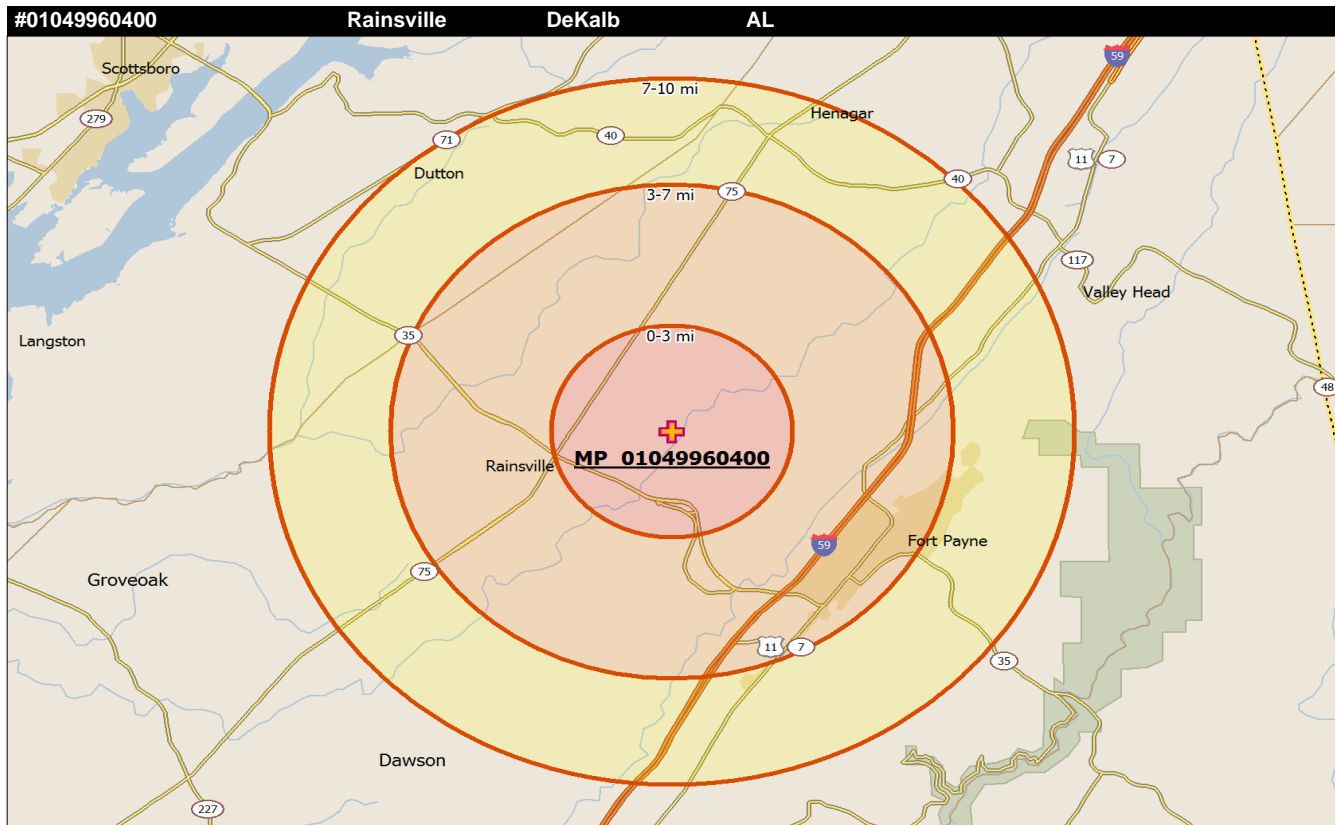 #01049960400 Rainsville DeKalb AL
59
Scottsboro
7-10 mi
Henagar
279
71
40
11 7
Dutton
40
75
3-7 mi
117
Valley Head
35
0-3 mi
Langston
48
Rainsville
MP 01049960400
59
Fort Payne
75
Groveoak
11 7
35
Dawson
227